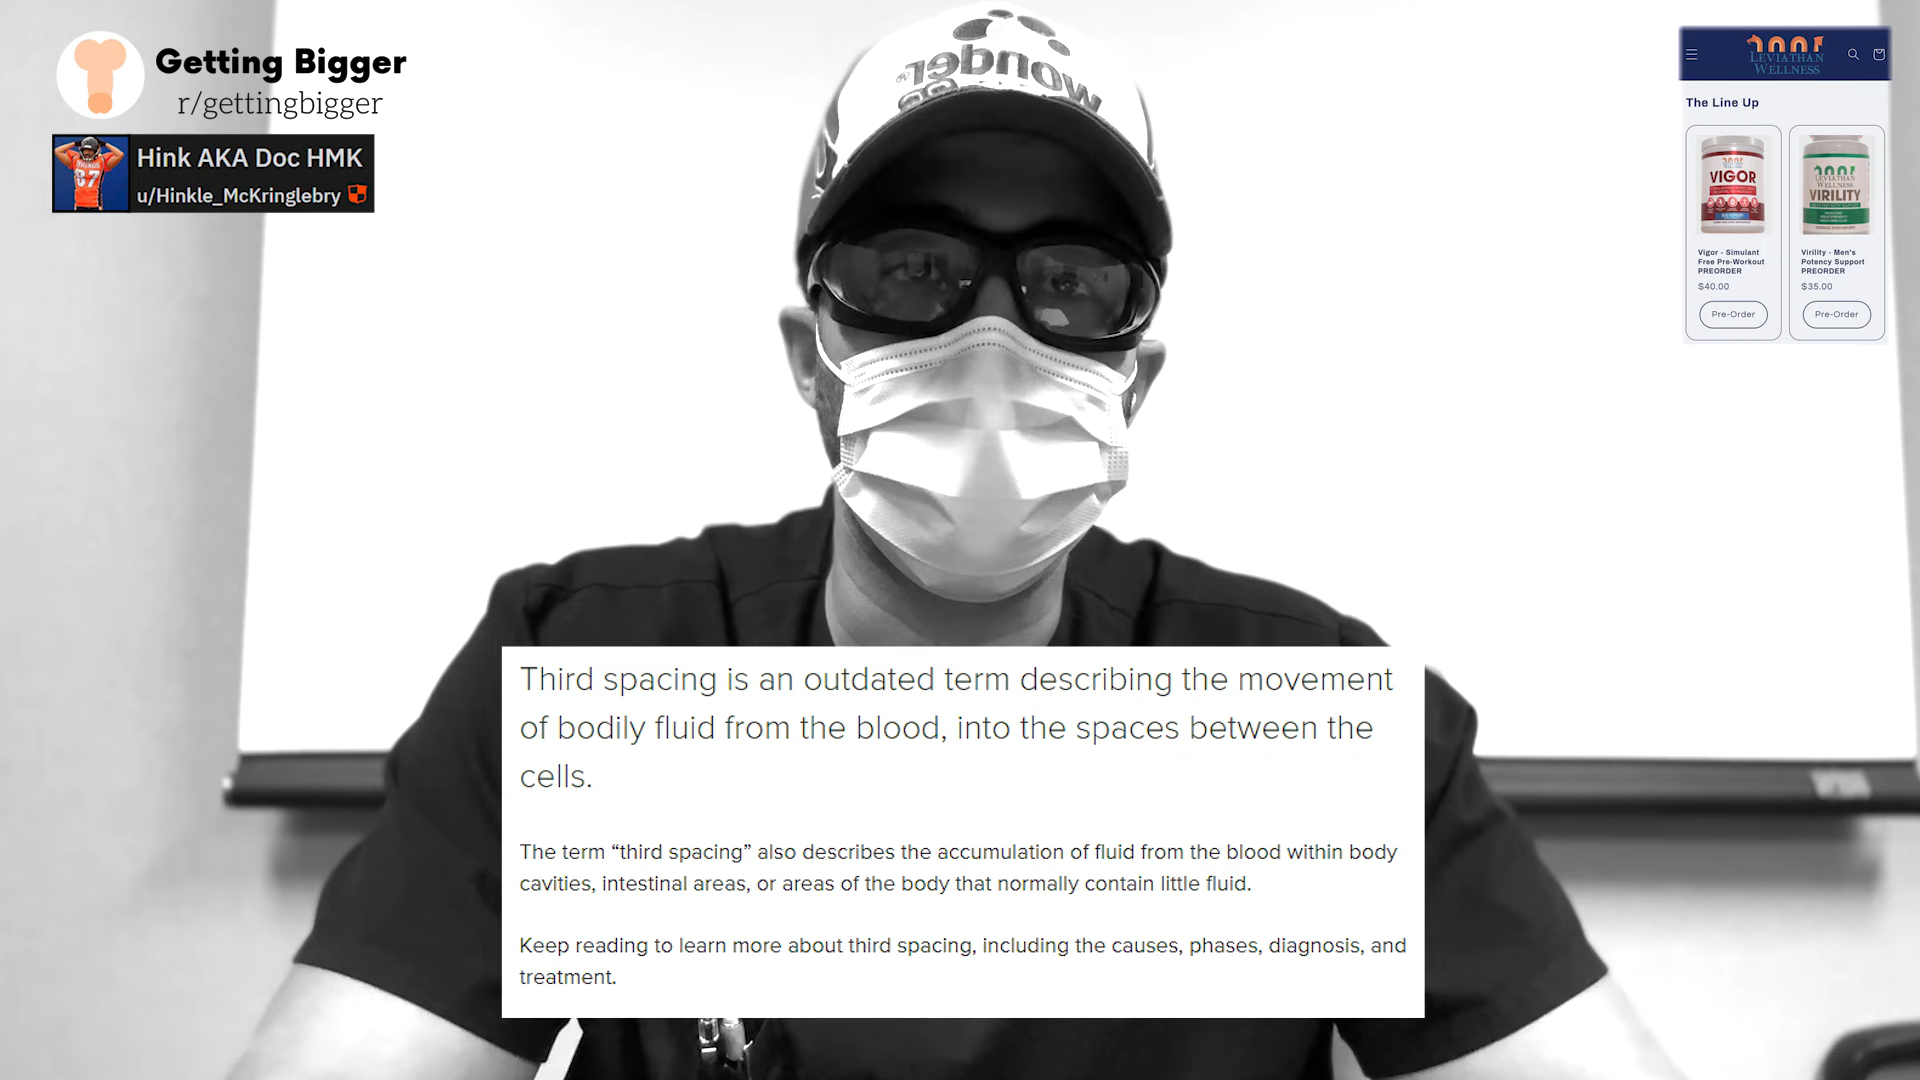 Getting Bigger
r/gettingbigger
Hink AKA Doc HMK
u/Hinkle_McKringlebry
RHINOS
87
wonder
LEVIATHAN
WELLNESS
The Line Up
LEVIATHAN
WELLNESS
VIGOR
VIRILITY
Vigor - Simulant
Free Pre-Workout
PREORDER
$40.00
Pre-Order
Virility - Men's
Potency Support
PREORDER
$35.00
Pre-Order
Third spacing is an outdated term describing the movement
of bodily fluid from the blood, into the spaces between the
cells.
The term “third spacing” also describes the accumulation of fluid from the blood within body
cavities, intestinal areas, or areas of the body that normally contain little fluid.
Keep reading to learn more about third spacing, including the causes, phases, diagnosis, and
treatment.